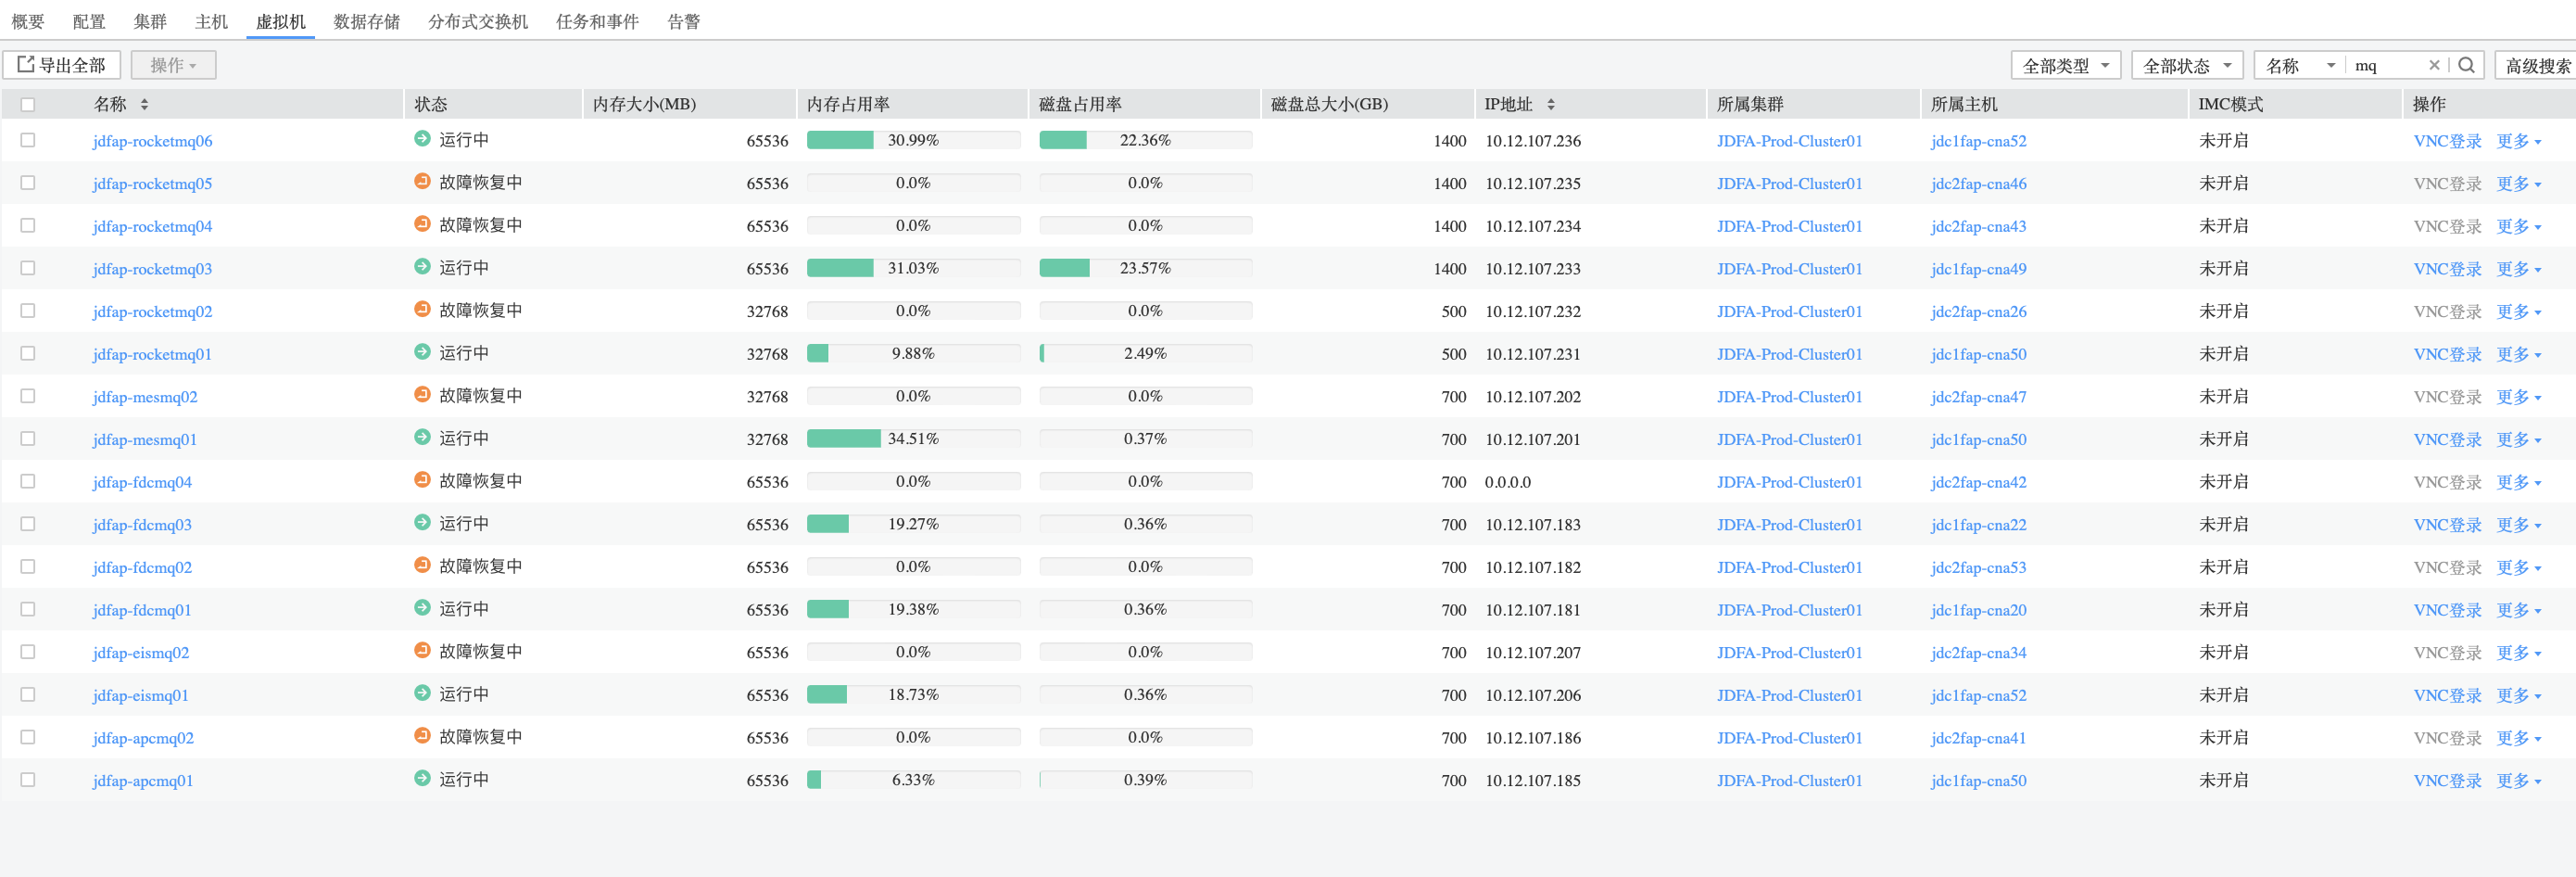 概要 配置 集群 主机 虚拟机 数据存储 分布式交换机 任务和事件 告警
导出全部 操作 全部类型 全部状态 名称 mq 高级搜索
名称 状态 内存大小(MB) 内存占用率 磁盘占用率 磁盘总大小(GB) IP地址 所属集群 所属主机 IMC模式 操作
jdfap-rocketmq06 运行中 65536 30.99% 22.36% 1400 10.12.107.236 JDFA-Prod-Cluster01 jdc1fap-cna52 未开启 VNC登录 更多
jdfap-rocketmq05 故障恢复中 65536 0.0% 0.0% 1400 10.12.107.235 JDFA-Prod-Cluster01 jdc2fap-cna46 未开启 VNC登录 更多
jdfap-rocketmq04 故障恢复中 65536 0.0% 0.0% 1400 10.12.107.234 JDFA-Prod-Cluster01 jdc2fap-cna43 未开启 VNC登录 更多
jdfap-rocketmq03 运行中 65536 31.03% 23.57% 1400 10.12.107.233 JDFA-Prod-Cluster01 jdc1fap-cna49 未开启 VNC登录 更多
jdfap-rocketmq02 故障恢复中 32768 0.0% 0.0% 500 10.12.107.232 JDFA-Prod-Cluster01 jdc2fap-cna26 未开启 VNC登录 更多
jdfap-rocketmq01 运行中 32768 9.88% 2.49% 500 10.12.107.231 JDFA-Prod-Cluster01 jdc1fap-cna50 未开启 VNC登录 更多
jdfap-mesmq02 故障恢复中 32768 0.0% 0.0% 700 10.12.107.202 JDFA-Prod-Cluster01 jdc2fap-cna47 未开启 VNC登录 更多
jdfap-mesmq01 运行中 32768 34.51% 0.37% 700 10.12.107.201 JDFA-Prod-Cluster01 jdc1fap-cna50 未开启 VNC登录 更多
jdfap-fdcmq04 故障恢复中 65536 0.0% 0.0% 700 0.0.0.0 JDFA-Prod-Cluster01 jdc2fap-cna42 未开启 VNC登录 更多
jdfap-fdcmq03 运行中 65536 19.27% 0.36% 700 10.12.107.183 JDFA-Prod-Cluster01 jdc1fap-cna22 未开启 VNC登录 更多
jdfap-fdcmq02 故障恢复中 65536 0.0% 0.0% 700 10.12.107.182 JDFA-Prod-Cluster01 jdc2fap-cna53 未开启 VNC登录 更多
jdfap-fdcmq01 运行中 65536 19.38% 0.36% 700 10.12.107.181 JDFA-Prod-Cluster01 jdc1fap-cna20 未开启 VNC登录 更多
jdfap-eismq02 故障恢复中 65536 0.0% 0.0% 700 10.12.107.207 JDFA-Prod-Cluster01 jdc2fap-cna34 未开启 VNC登录 更多
jdfap-eismq01 运行中 65536 18.73% 0.36% 700 10.12.107.206 JDFA-Prod-Cluster01 jdc1fap-cna52 未开启 VNC登录 更多
jdfap-apcmq02 故障恢复中 65536 0.0% 0.0% 700 10.12.107.186 JDFA-Prod-Cluster01 jdc2fap-cna41 未开启 VNC登录 更多
jdfap-apcmq01 运行中 65536 6.33% 0.39% 700 10.12.107.185 JDFA-Prod-Cluster01 jdc1fap-cna50 未开启 VNC登录 更多